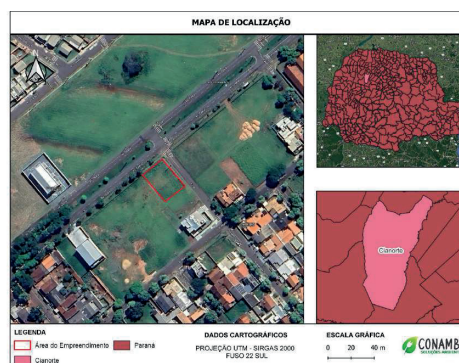 MAPA DE LOCALIZAÇÃO
Cianorte
LEGENDA
Área do Empreendimento
Paraná
Cianorte
DADOS CARTOGRÁFICOS
PROJEÇÃO UTM - SIRGAS 2000
FUSO 22 SUL
ESCALA GRÁFICA
0 20 40 m
CONAMB